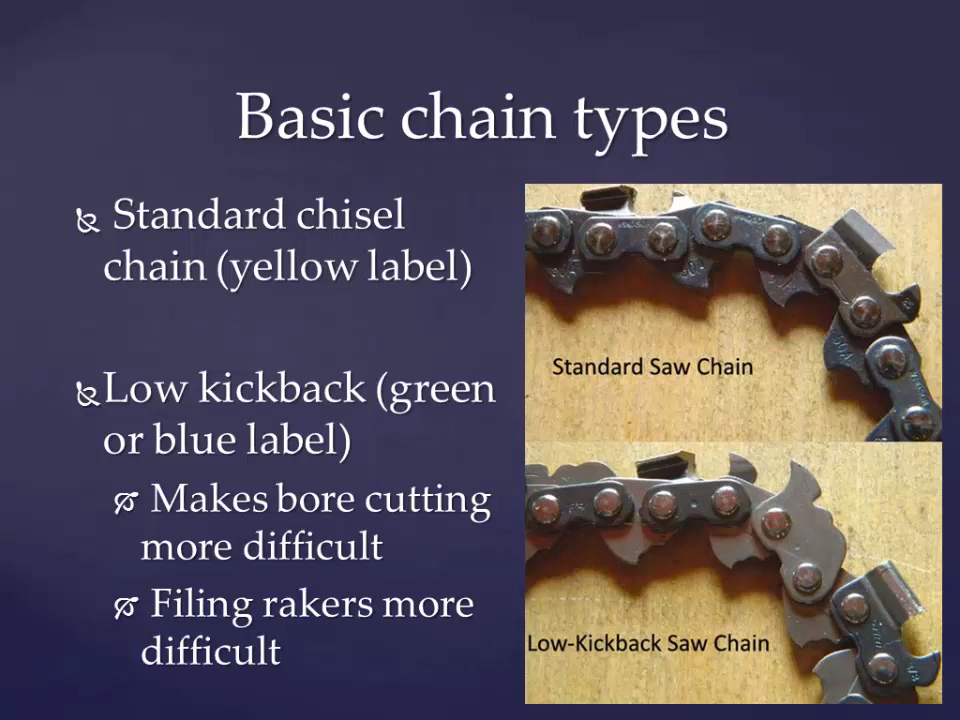 Basic chain types
Standard chisel
chain (yellow label)
Low kickback (green
or blue label)
Makes bore cutting
more difficult
Filing rakers more
difficult
Standard Saw Chain
Low-Kickback Saw Chain